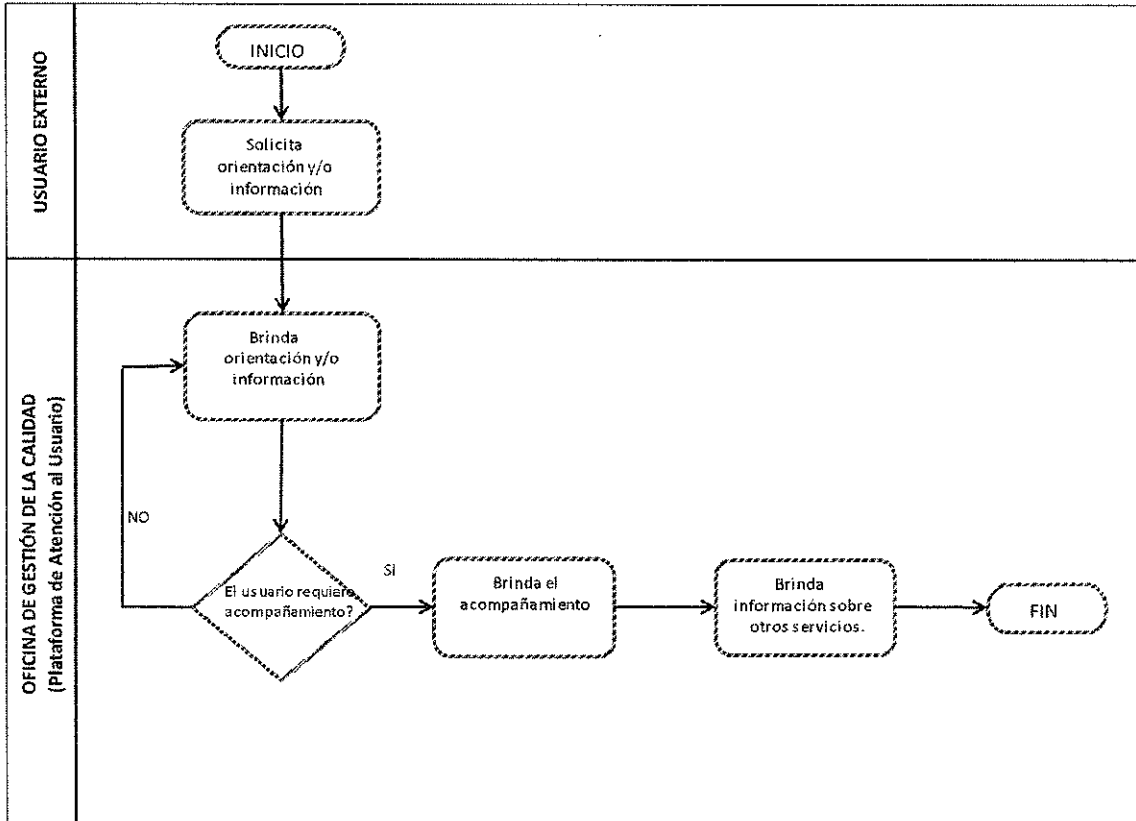 USUARIO EXTERNO
INICIO
Solicita
orientación y/o
información
OFICINA DE GESTIÓN DE LA CALIDAD
(Plataforma de Atención al Usuario)
Brinda
orientación y/o
información
NO
El usuario requiere
acompañamiento?
SI
Brinda el
acompañamiento
Brinda
información sobre
otros servicios.
FIN